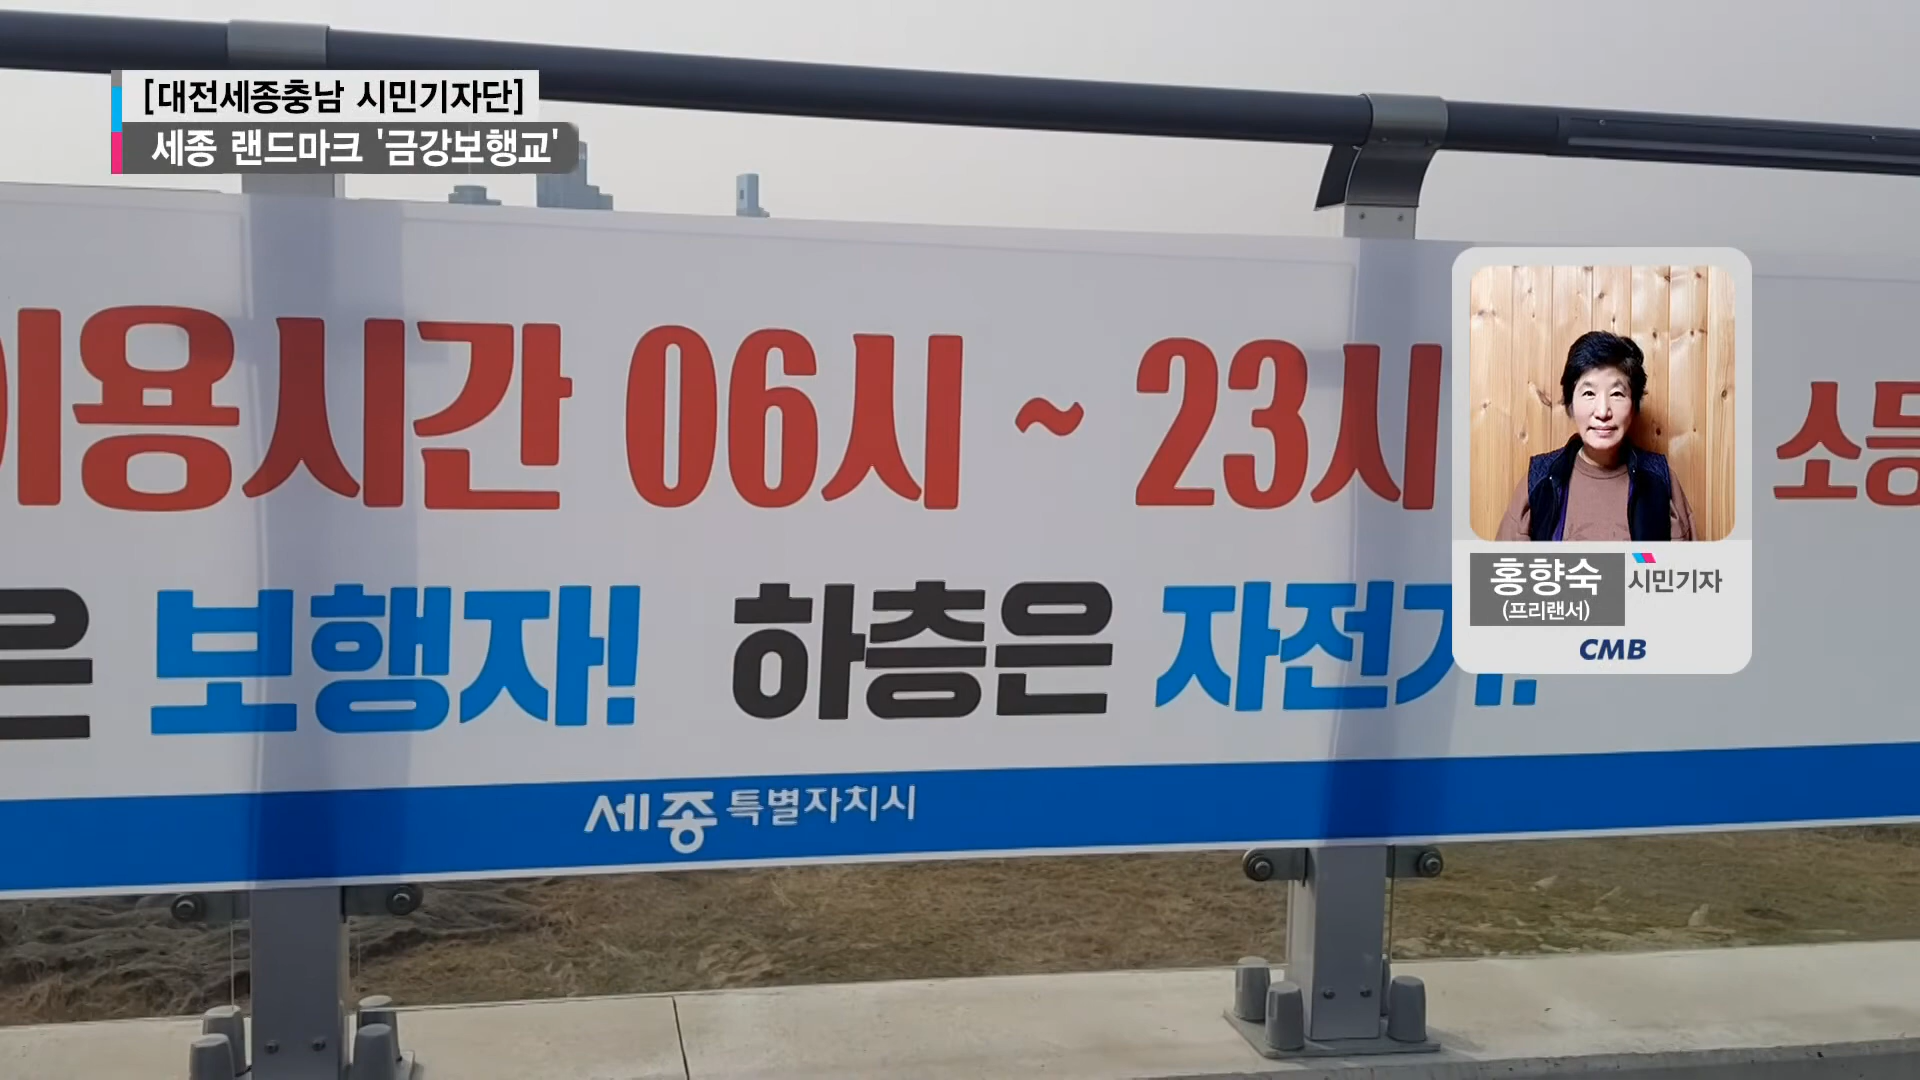 [대전세종충남 시민기자단]
세종 랜드마크 '금강보행교'
이용시간 06시 ~ 23시
은 보행자! 하층은
세종특별자치시
홍향숙 시민기자
(프리랜서)
CMB